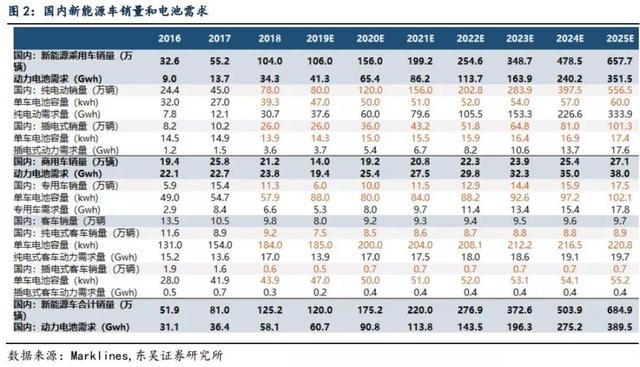 图 2：国内新能源车销量和电池需求
2016 2017 2018 2019E 2020E 2021E 2022E 2023E 2024E 2025E
国内：新能源乘用车销量（万辆） 32.6 55.2 104.0 106.0 156.0 199.2 254.6 348.7 478.5 657.7
动力电池需求（Gwh） 9.0 13.7 34.3 41.3 65.4 86.2 113.7 163.9 240.2 351.5
国内：纯电动销量（万辆） 24.4 45.0 78.0 80.0 120.0 156.0 202.8 283.9 397.5 556.5
单车电池容量（kwh） 32.0 27.0 39.3 47.0 50.0 51.0 52.0 54.0 57.0 60.0
纯电动需求量（Gwh） 7.8 12.1 30.7 37.6 60.0 79.6 105.5 153.3 226.6 333.9
国内：插电式销量（万辆） 8.2 10.2 26.0 26.0 36.0 43.2 51.8 64.8 81.0 101.3
单车电池容量（kwh） 14.5 14.9 13.9 14.3 15.0 15.5 15.9 16.4 16.9 17.4
插电式动力需求量（Gwh） 1.2 1.5 3.6 3.7 5.4 6.7 8.2 10.6 13.7 17.6
国内：商用车销量（万辆） 19.4 25.8 21.2 14.0 19.2 20.8 22.3 23.9 25.4 27.1
动力电池需求（Gwh） 22.1 22.7 23.8 19.4 25.4 27.5 29.8 32.3 35.0 38.0
国内：专用车销量（万辆） 5.9 15.4 11.3 6.0 10.0 11.5 12.9 14.4 15.9 17.5
单车电池容量（kwh） 49.0 54.7 57.9 88.0 80.0 84.0 88.2 92.6 97.2 102.1
专用车需求量（Gwh） 2.9 8.4 6.6 5.3 8.0 9.7 11.4 13.4 15.4 17.8
国内：客车销量（万辆） 13.5 10.5 9.8 8.0 9.2 9.3 9.4 9.5 9.6 9.7
纯电式客车销量（万辆） 11.6 8.9 9.2 7.5 8.5 8.6 8.7 8.8 8.8 8.9
单车电池容量（kwh） 131.0 154.0 184.0 185.0 200.0 204.0 208.1 212.2 216.5 220.8
纯电式客车动力需求量（Gwh） 15.2 13.6 17.0 13.9 17.0 17.5 18.0 18.6 19.1 19.7
插电式客车销量（万辆） 1.9 1.6 0.6 0.5 0.7 0.7 0.7 0.7 0.7 0.7
单车电池容量（kwh） 28.0 41.9 43.9 47.0 50.0 51.0 52.0 53.1 54.1 55.2
插电式客车动力需求量（Gwh） 0.5 0.7 0.3 0.2 0.4 0.4 0.4 0.4 0.4 0.4
国内：新能源车合计销量（万辆） 51.9 81.0 125.2 120.0 175.2 220.0 276.9 372.6 503.9 684.9
国内：动力电池需求（Gwh） 31.1 36.4 58.1 60.7 90.8 113.8 143.5 196.3 275.2 389.5
数据来源：Marklines,东吴证券研究所